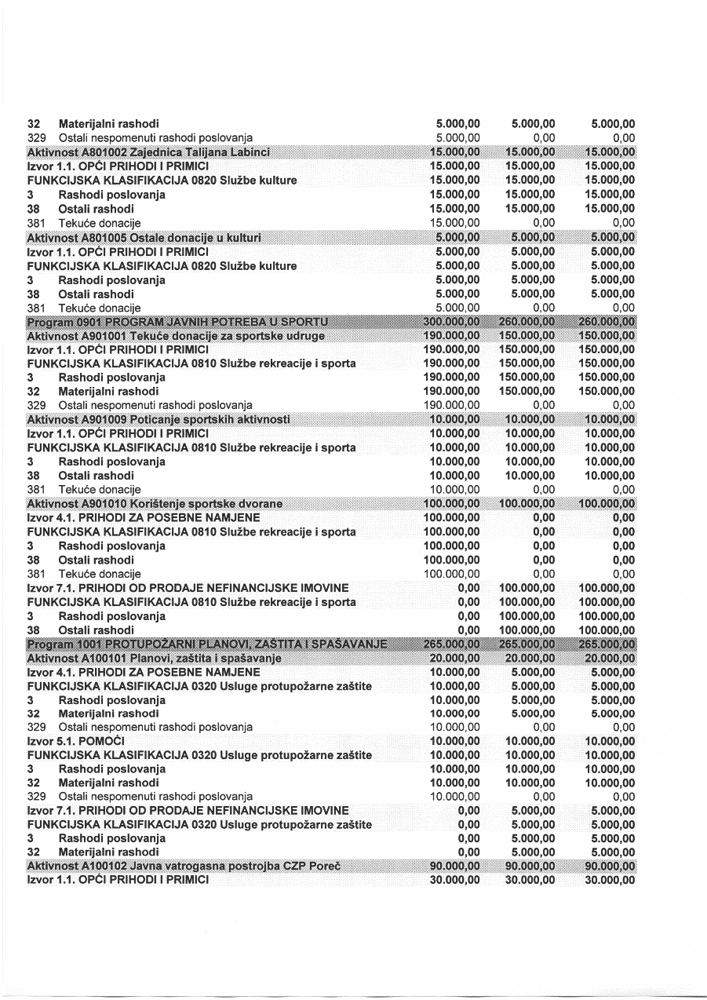 32 Materijalni rashodi 5.000,00 5.000,00 5.000,00
329 Ostali nespomenuti rashodi poslovanja 5.000,00 0,00 0,00
Aktivnost A801002 Zajednica Talijana Labinci 15.000,00 15.000,00 15.000,00
Izvor 1.1. OPĆI PRIHODI I PRIMICI 15.000,00 15.000,00 15.000,00
FUNKCIJSKA KLASIFIKACIJA 0820 Službe kulture 15.000,00 15.000,00 15.000,00
3 Rashodi poslovanja 15.000,00 15.000,00 15.000,00
38 Ostali rashodi 15.000,00 15.000,00 15.000,00
381 Tekuće donacije 15.000,00 0,00 0,00
Aktivnost A801005 Ostale donacije u kulturi 5.000,00 5.000,00 5.000,00
Izvor 1.1. OPĆI PRIHODI I PRIMICI 5.000,00 5.000,00 5.000,00
FUNKCIJSKA KLASIFIKACIJA 0820 Službe kulture 5.000,00 5.000,00 5.000,00
3 Rashodi poslovanja 5.000,00 5.000,00 5.000,00
38 Ostali rashodi 5.000,00 5.000,00 5.000,00
381 Tekuće donacije 5.000,00 0,00 0,00
Program 0901 PROGRAM JAVNIH POTREBA U SPORTU 300.000,00 260.000,00 260.000,00
Aktivnost A901001 Tekuće donacije za sportske udruge 190.000,00 150.000,00 150.000,00
Izvor 1.1. OPĆI PRIHODI I PRIMICI 190.000,00 150.000,00 150.000,00
FUNKCIJSKA KLASIFIKACIJA 0810 Službe rekreacije i sporta 190.000,00 150.000,00 150.000,00
3 Rashodi poslovanja 190.000,00 150.000,00 150.000,00
32 Materijalni rashodi 190.000,00 150.000,00 150.000,00
329 Ostali nespomenuti rashodi poslovanja 190.000,00 0,00 0,00
Aktivnost A901009 Poticanje sportskih aktivnosti 10.000,00 10.000,00 10.000,00
Izvor 1.1. OPĆI PRIHODI I PRIMICI 10.000,00 10.000,00 10.000,00
FUNKCIJSKA KLASIFIKACIJA 0810 Službe rekreacije i sporta 10.000,00 10.000,00 10.000,00
3 Rashodi poslovanja 10.000,00 10.000,00 10.000,00
38 Ostali rashodi 10.000,00 10.000,00 10.000,00
381 Tekuće donacije 10.000,00 0,00 0,00
Aktivnost A901010 Korištenje sportske dvorane 100.000,00 100.000,00 100.000,00
Izvor 4.1. PRIHODI ZA POSEBNE NAMJENE 100.000,00 0,00 0,00
FUNKCIJSKA KLASIFIKACIJA 0810 Službe rekreacije i sporta 100.000,00 0,00 0,00
3 Rashodi poslovanja 100.000,00 0,00 0,00
38 Ostali rashodi 100.000,00 0,00 0,00
381 Tekuće donacije 100.000,00 0,00 0,00
Izvor 7.1. PRIHODI OD PRODAJE NEFINANCIJSKE IMOVINE 0,00 100.000,00 100.000,00
FUNKCIJSKA KLASIFIKACIJA 0810 Službe rekreacije i sporta 0,00 100.000,00 100.000,00
3 Rashodi poslovanja 0,00 100.000,00 100.000,00
38 Ostali rashodi 0,00 100.000,00 100.000,00
Program 1001 PROTUPOŽARNI PLANOVI, ZAŠTITA I SPAŠAVANJE 265.000,00 265.000,00 265.000,00
Aktivnost A100101 Planovi, zaštita i spašavanje 20.000,00 20.000,00 20.000,00
Izvor 4.1. PRIHODI ZA POSEBNE NAMJENE 10.000,00 5.000,00 5.000,00
FUNKCIJSKA KLASIFIKACIJA 0320 Usluge protupožarne zaštite 10.000,00 5.000,00 5.000,00
3 Rashodi poslovanja 10.000,00 5.000,00 5.000,00
32 Materijalni rashodi 10.000,00 5.000,00 5.000,00
329 Ostali nespomenuti rashodi poslovanja 10.000,00 0,00 0,00
Izvor 5.1. POMOĆI 10.000,00 10.000,00 10.000,00
FUNKCIJSKA KLASIFIKACIJA 0320 Usluge protupožarne zaštite 10.000,00 10.000,00 10.000,00
3 Rashodi poslovanja 10.000,00 10.000,00 10.000,00
32 Materijalni rashodi 10.000,00 10.000,00 10.000,00
329 Ostali nespomenuti rashodi poslovanja 10.000,00 0,00 0,00
Izvor 7.1. PRIHODI OD PRODAJE NEFINANCIJSKE IMOVINE 0,00 5.000,00 5.000,00
FUNKCIJSKA KLASIFIKACIJA 0320 Usluge protupožarne zaštite 0,00 5.000,00 5.000,00
3 Rashodi poslovanja 0,00 5.000,00 5.000,00
32 Materijalni rashodi 0,00 5.000,00 5.000,00
Aktivnost A100102 Javna vatrogasna postrojba CZP Poreč 90.000,00 90.000,00 90.000,00
Izvor 1.1. OPĆI PRIHODI I PRIMICI 30.000,00 30.000,00 30.000,00